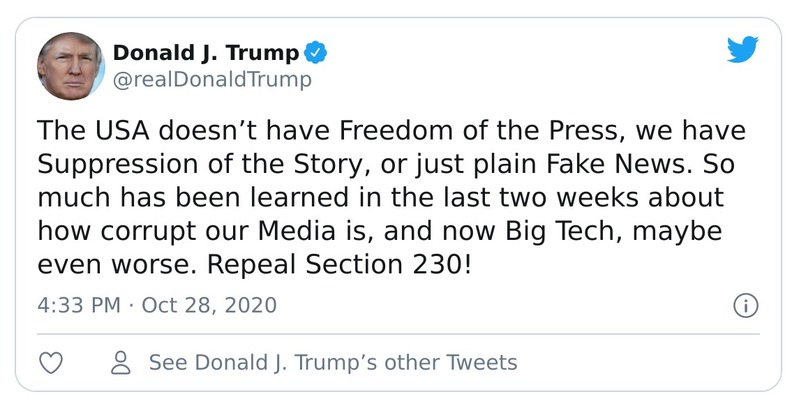 Donald J. Trump
@realDonaldTrump
The USA doesn’t have Freedom of the Press, we have
Suppression of the Story, or just plain Fake News. So
much has been learned in the last two weeks about
how corrupt our Media is, and now Big Tech, maybe
even worse. Repeal Section 230!
4:33 PM · Oct 28, 2020
See Donald J. Trump’s other Tweets